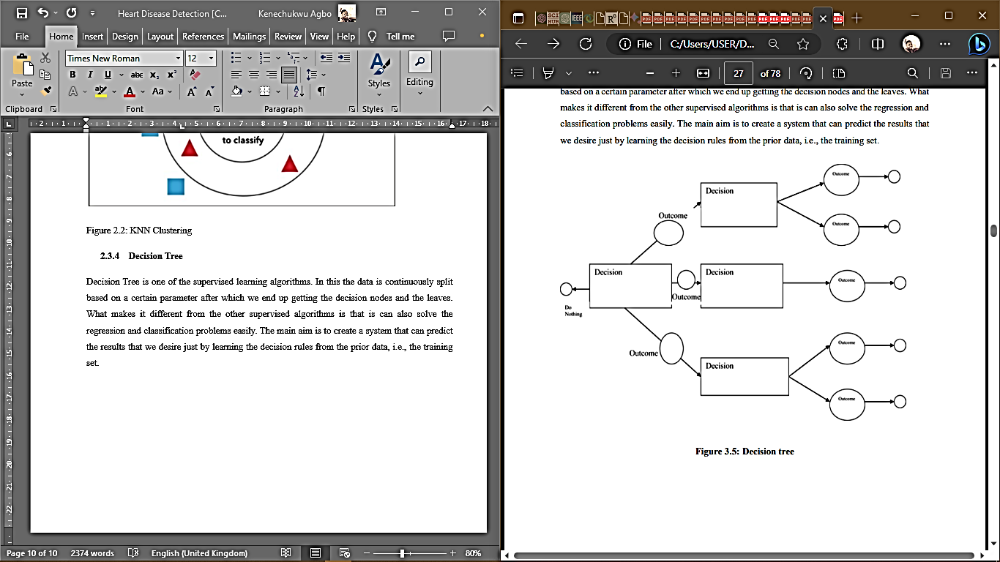 Heart Disease Detection [C...
Kenechukwu Agbo
File Home Insert Design Layout References Mailings Review View Help Tell me
Paste
Times New Roman 12
Styles
Editing
Clipboard Font Paragraph Styles
to classify
Figure 2.2: KNN Clustering
2.3.4 Decision Tree
Decision Tree is one of the supervised learning algorithms. In this the data is continuously split
based on a certain parameter after which we end up getting the decision nodes and the leaves.
What makes it different from the other supervised algorithms is that is can also solve the
regression and classification problems easily. The main aim is to create a system that can predict
the results that we desire just by learning the decision rules from the prior data, i.e., the training
set.
Page 10 of 10 2374 words English (United Kingdom) 80%
File C:/Users/USER/D...
27 of 78
based on a certain parameter after which we end up getting the decision nodes and the leaves. What
makes it different from the other supervised algorithms is that is can also solve the regression and
classification problems easily. The main aim is to create a system that can predict the results that
we desire just by learning the decision rules from the prior data, i.e., the training set.
Outcome
Decision
Outcome
Outcome
Decision
Outcome
Decision
Outcome
Do
Nothing
Outcome
Decision
Outcome
Outcome
Figure 3.5: Decision tree